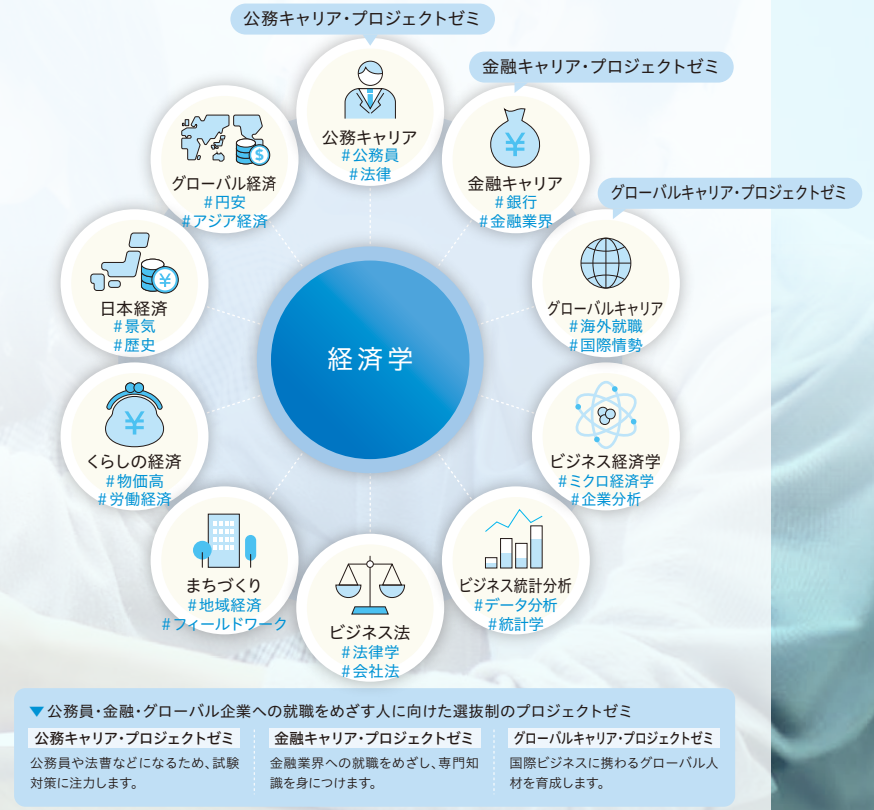 公務キャリア・プロジェクトゼミ
金融キャリア・プロジェクトゼミ
グローバルキャリア・プロジェクトゼミ
公務キャリア
#公務員
#法律
金融キャリア
#銀行
#金融業界
グローバルキャリア
#海外就職
#国際情勢
ビジネス経済学
#ミクロ経済学
#企業分析
ビジネス統計分析
#データ分析
#統計学
ビジネス法
#法律学
#会社法
まちづくり
#地域経済
#フィールドワーク
くらしの経済
#物価高
#労働経済
日本経済
#景気
#歴史
グローバル経済
#円安
#アジア経済
経済学
▼公務員・金融・グローバル企業への就職をめざす人に向けた選抜制のプロジェクトゼミ
公務キャリア・プロジェクトゼミ
公務員や法曹などになるため、試験
対策に注力します。
金融キャリア・プロジェクトゼミ
金融業界への就職をめざし、専門知
識を身につけます。
グローバルキャリア・プロジェクトゼミ
国際ビジネスに携わるグローバル人
材を育成します。